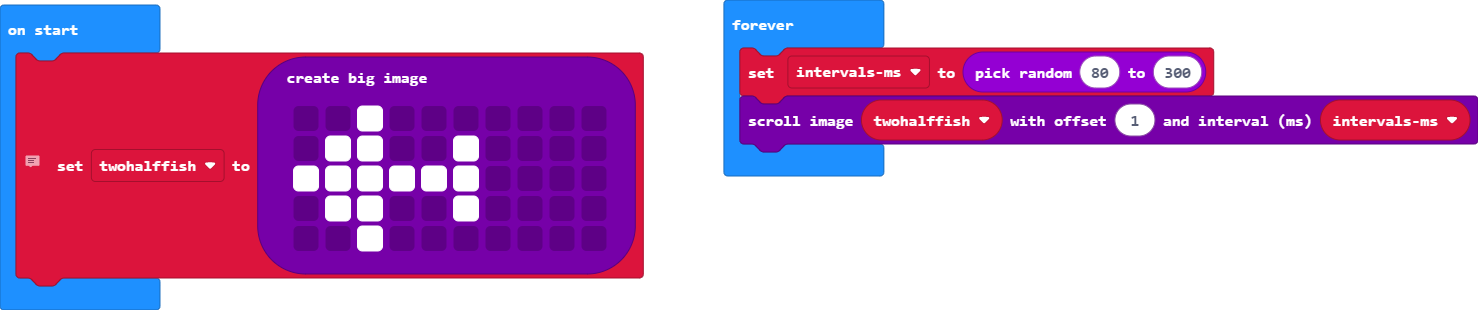 on start
create big image
set twohalffish to
forever
set intervals-ms to pick random 80 to 300
scroll image twohalffish with offset 1 and interval (ms) intervals-ms